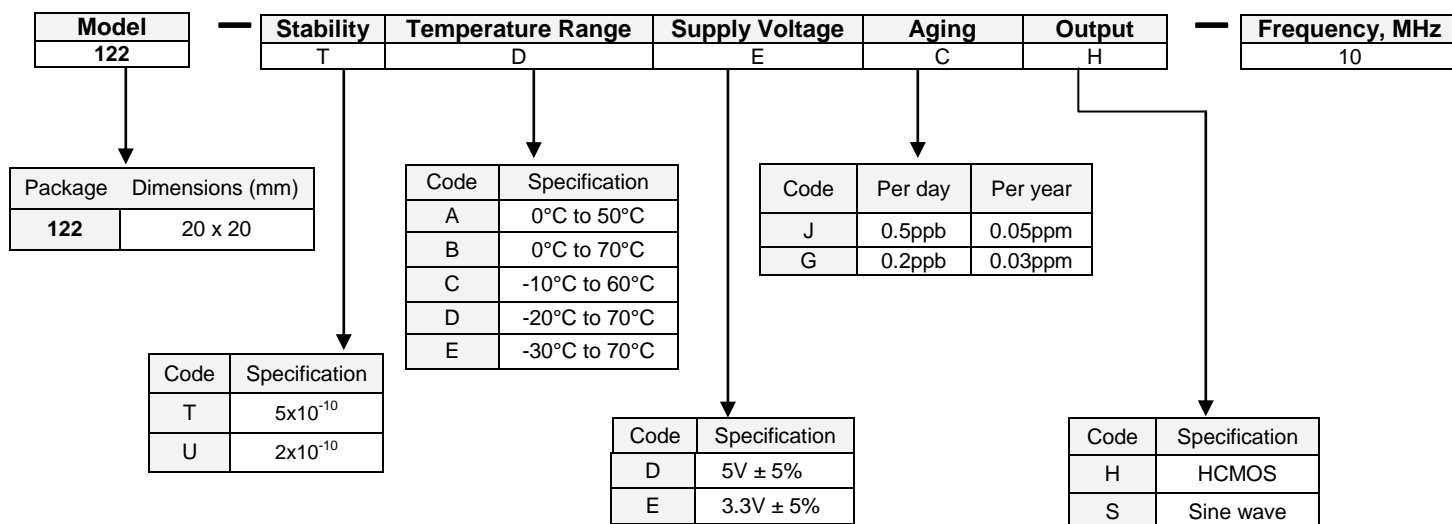 Model — Stability Temperature Range Supply Voltage Aging Output — Frequency, MHz
122 T D E C H 10
Package Dimensions (mm)
122 20 x 20
Code Specification
T 5x10⁻¹⁰
U 2x10⁻¹⁰
Code Specification
A 0°C to 50°C
B 0°C to 70°C
C -10°C to 60°C
D -20°C to 70°C
E -30°C to 70°C
Code Specification
D 5V ± 5%
E 3.3V ± 5%
Code Per day Per year
J 0.5ppb 0.05ppm
G 0.2ppb 0.03ppm
Code Specification
H HCMOS
S Sine wave